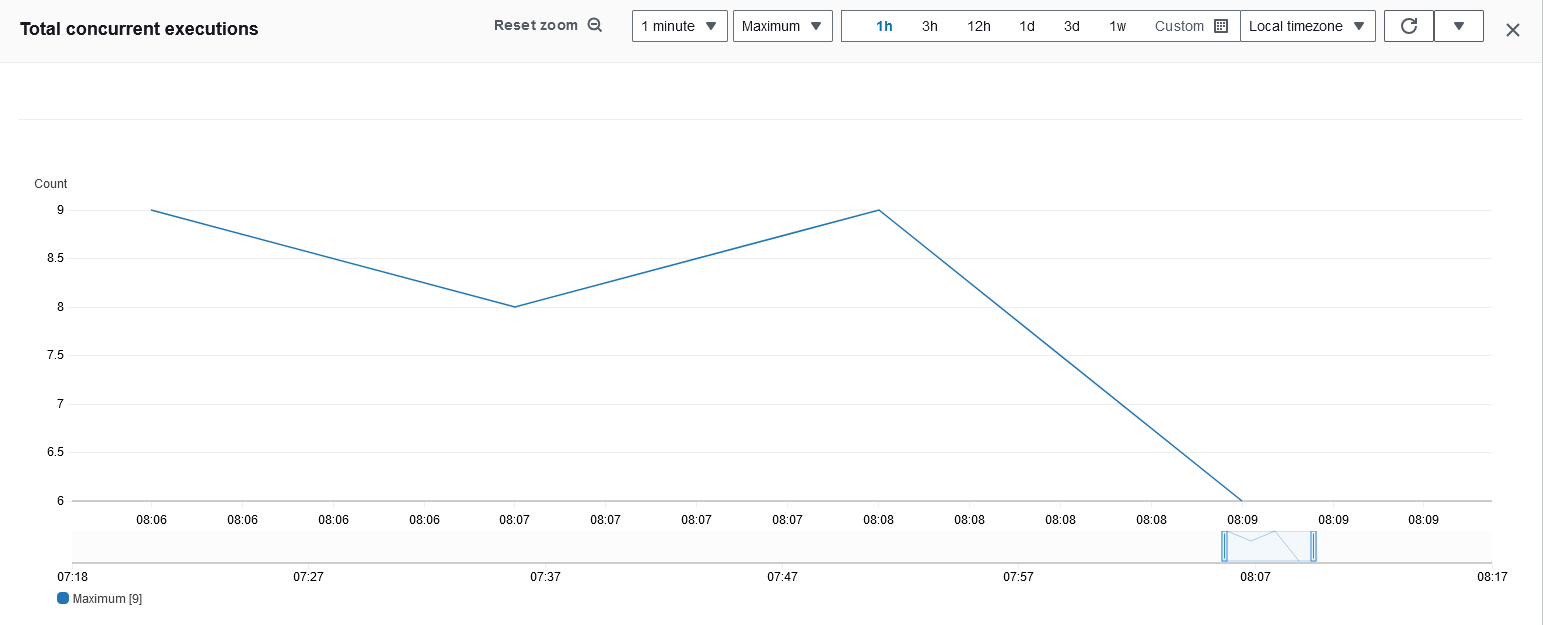 Total concurrent executions
Reset zoom
1 minute
Maximum
1h 3h 12h 1d 3d 1w Custom
Local timezone
Count
9
8.5
8
7.5
7
6.5
6
08:06 08:06 08:06 08:06 08:07 08:07 08:07 08:07 08:08 08:08 08:08 08:08 08:09 08:09 08:09
07:18 07:27 07:37 07:47 07:57 08:07 08:17
Maximum [9]